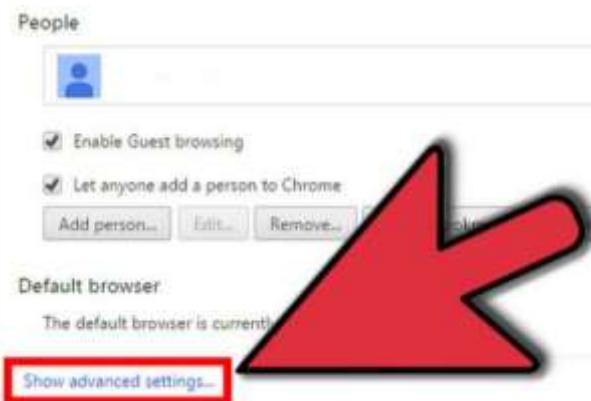 People
Enable Guest browsing
Let anyone add a person to Chrome
Add person... Edit... Remove...
Default browser
The default browser is currently
Show advanced settings...